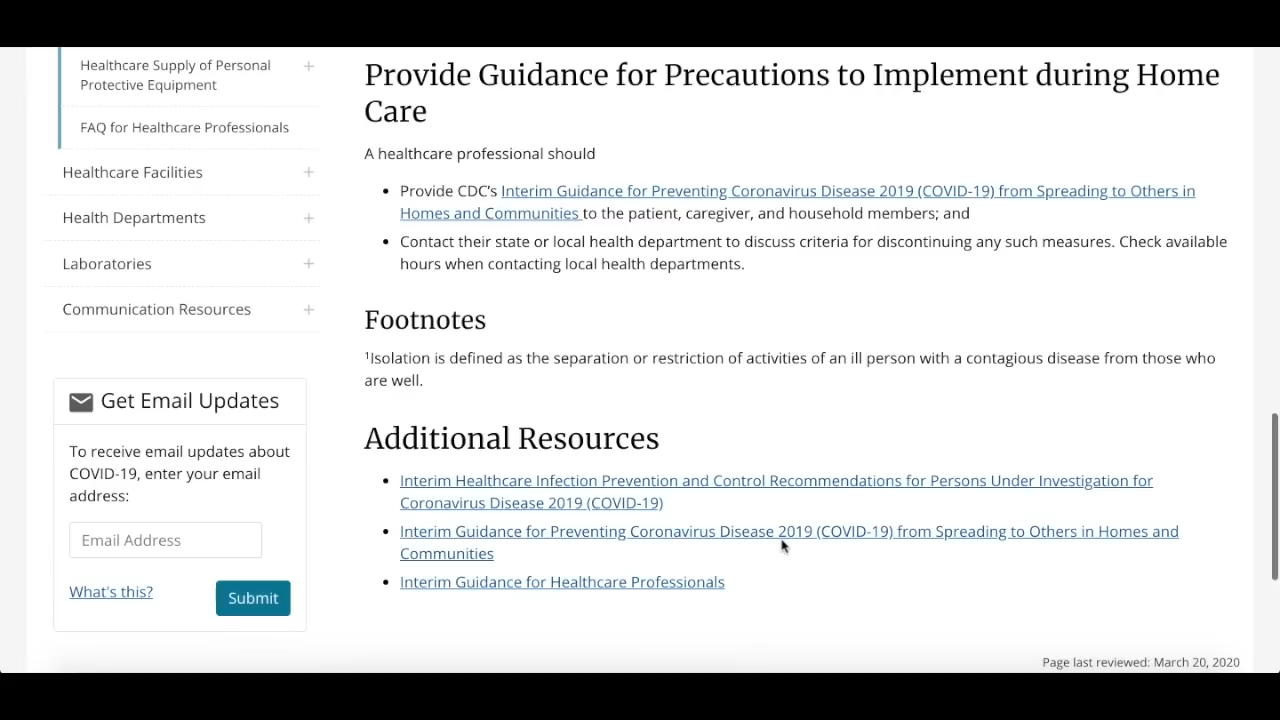 Healthcare Supply of Personal
Protective Equipment
FAQ for Healthcare Professionals
Healthcare Facilities
Health Departments
Laboratories
Communication Resources
Get Email Updates
To receive email updates about
COVID-19, enter your email
address:
Email Address
What's this?
Submit
Provide Guidance for Precautions to Implement during Home
Care
A healthcare professional should
• Provide CDC's Interim Guidance for Preventing Coronavirus Disease 2019 (COVID-19) from Spreading to Others in
Homes and Communities to the patient, caregiver, and household members; and
• Contact their state or local health department to discuss criteria for discontinuing any such measures. Check available
hours when contacting local health departments.
Footnotes
¹Isolation is defined as the separation or restriction of activities of an ill person with a contagious disease from those who
are well.
Additional Resources
• Interim Healthcare Infection Prevention and Control Recommendations for Persons Under Investigation for
Coronavirus Disease 2019 (COVID-19)
• Interim Guidance for Preventing Coronavirus Disease 2019 (COVID-19) from Spreading to Others in Homes and
Communities
• Interim Guidance for Healthcare Professionals
Page last reviewed: March 20, 2020